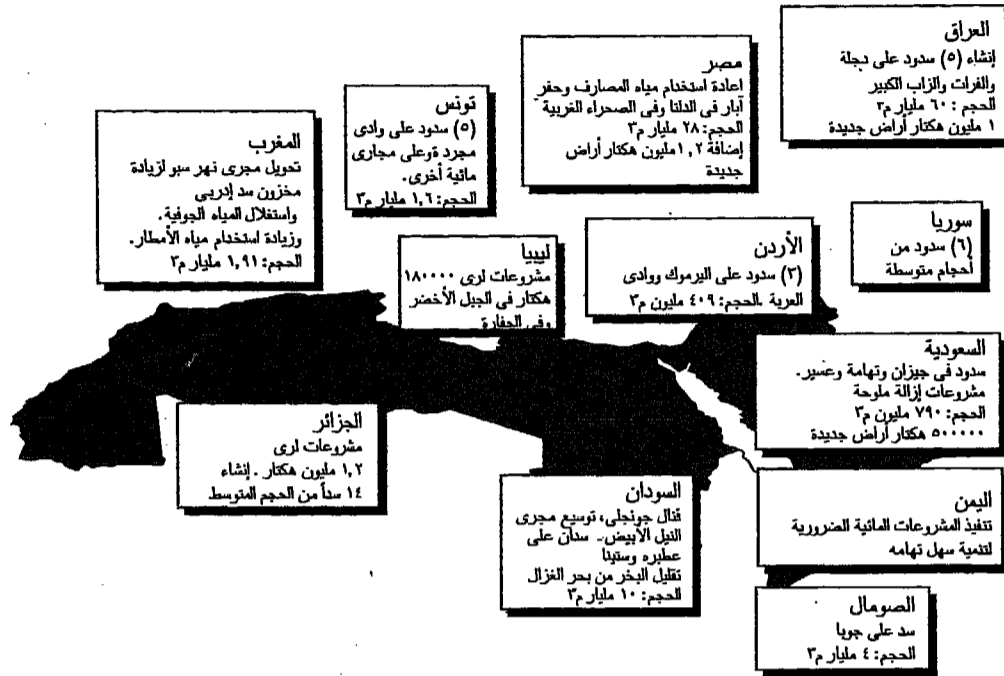 العراق
إنشاء (٥) سدود على دجلة
والفرات والزاب الكبير
الحجم : ٦٠ مليار م٣
١ مليون هكتار أراض جديدة
مصر
اعادة استخدام مياه المصارف وحفر
آبار فى الدلتا وفى الصحراء الغربية
الحجم: ٢٨ مليار م٣
إضافة ١,٢ مليون هكتار أراض
جديدة
تونس
(٥) سدود على وادى
مجرد ةوعلى مجارى
مائية أخرى.
الحجم: ١,٦ مليار م٣
المغرب
تحويل مجرى نهر سبو لزيادة
مخزون سد إدربى
واستغلال المياه الجوفية.
وزيادة استخدام مياه الأمطار.
الحجم: ١,٩١ مليار م٣
سوريا
(٦) سدود من
أحجام متوسطة
الأردن
(٣) سدود على اليرموك ووادى
العربة .الحجم: ٤٠٩ مليون م٣
ليبيا
مشروعات لرى ١٨٠٠٠٠
هكتار فى الجبل الأخضر
وفى الجفارة
السعودية
سدود فى جيزان وتهامة وعسير.
مشروعات إزالة ملوحة
الحجم: ٧٩٠ مليون م٣
٥٠٠٠٠٠ هكتار أراض جديدة
الجزائر
مشروعات لرى
١,٢ مليون هكتار . إنشاء
١٤ سداً من الحجم المتوسط
السودان
قنال جونجلى، توسيع مجرى
النيل الأبيض.. سدان على
عطبره وستيتا
تقليل البخر من بحر الغزال
الحجم: ١٠ مليار م٣
اليمن
تنفيذ المشروعات المائية الضرورية
لتنمية سهل تهامه
الصومال
سد على جوبا
الحجم: ٤ مليار م٣